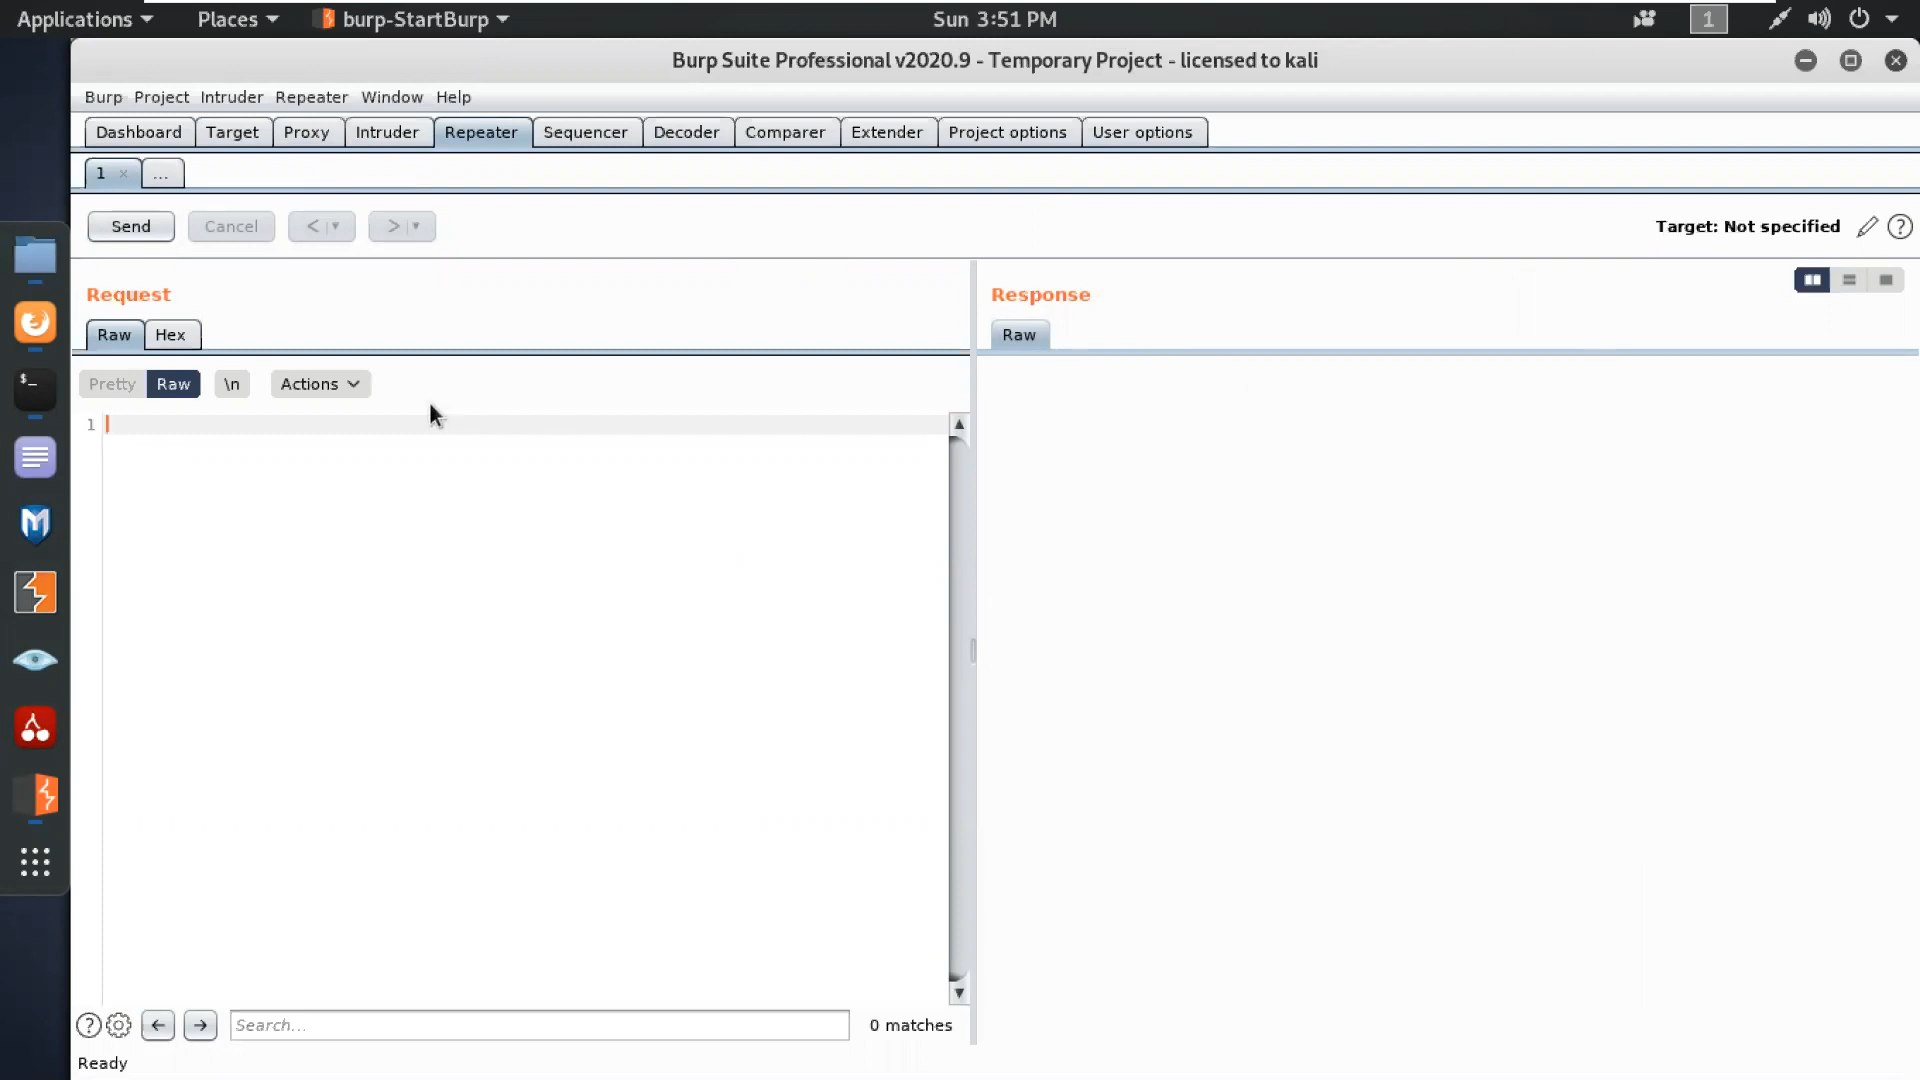 Applications Places burp-StartBurp Sun 3:51 PM 1
Burp Suite Professional v2020.9 - Temporary Project - licensed to kali
Burp Project Intruder Repeater Window Help
Dashboard Target Proxy Intruder Repeater Sequencer Decoder Comparer Extender Project options User options
1 × ...
Send Cancel < > Target: Not specified ?
Request Response
Raw Hex Raw
Pretty Raw \n Actions
1
? Search... 0 matches
Ready